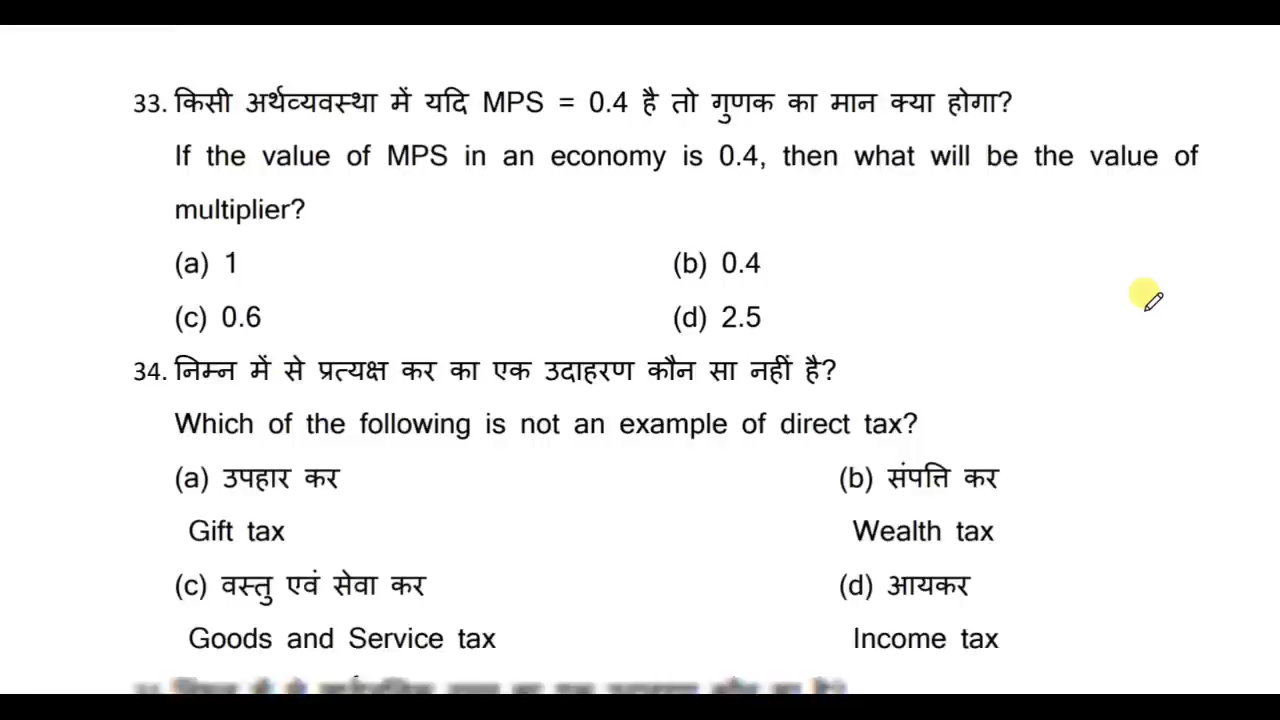 33. किसी अर्थव्यवस्था में यदि MPS = 0.4 है तो गुणक का मान क्या होगा?
If the value of MPS in an economy is 0.4, then what will be the value of
multiplier?
(a) 1 (b) 0.4
(c) 0.6 (d) 2.5
34. निम्न में से प्रत्यक्ष कर का एक उदाहरण कौन सा नहीं है?
Which of the following is not an example of direct tax?
(a) उपहार कर (b) संपत्ति कर
Gift tax Wealth tax
(c) वस्तु एवं सेवा कर (d) आयकर
Goods and Service tax Income tax